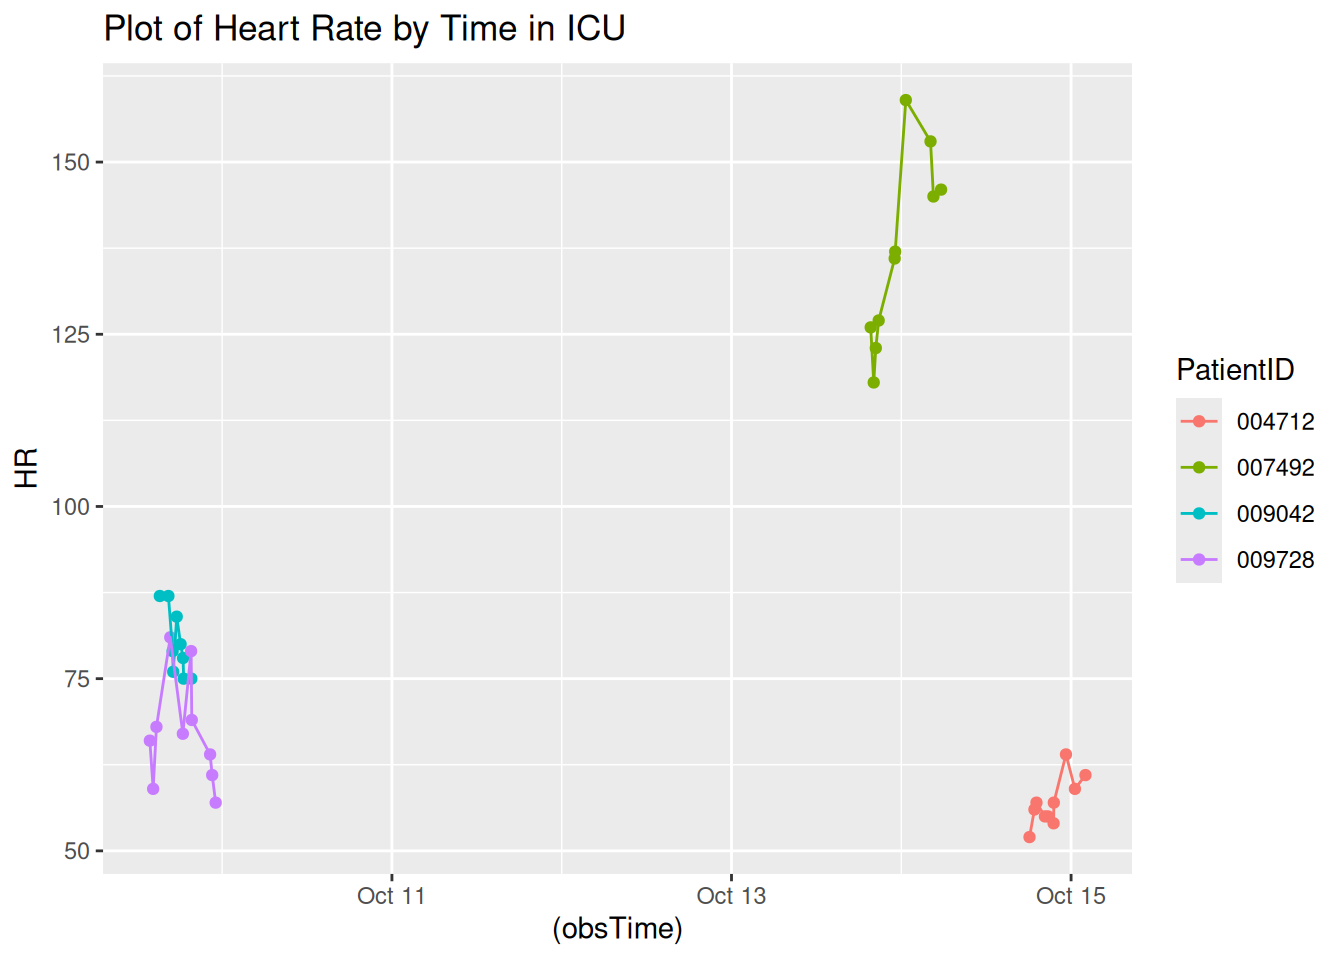 Plot of Heart Rate by Time in ICU
150
125
100
75
50
HR
Oct 11
Oct 13
Oct 15
(obsTime)
PatientID
004712
007492
009042
009728